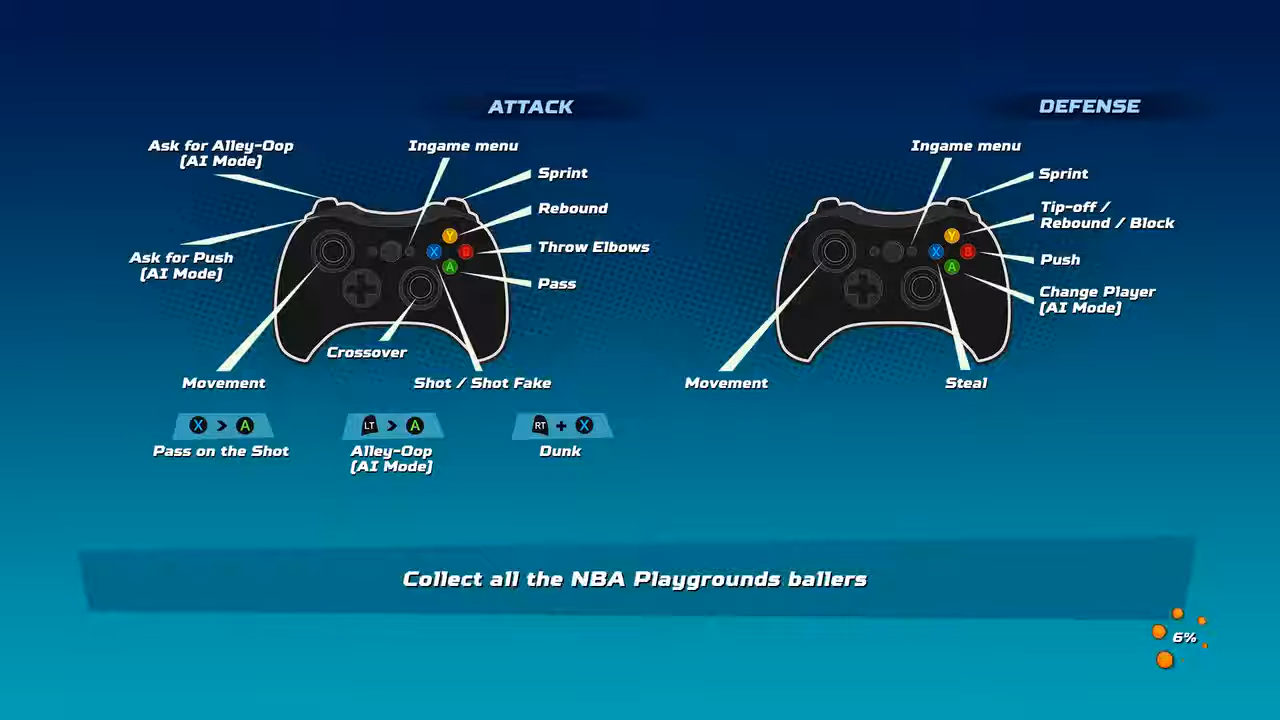 ATTACK
Ask for Alley-Oop
[AI Mode]
Ingame menu
Sprint
Rebound
Throw Elbows
Pass
Ask for Push
[AI Mode]
Y
X
B
A
Crossover
Movement
Shot / Shot Fake
X > A
Pass on the Shot
LT > A
Alley-Oop
[AI Mode]
RT + X
Dunk
DEFENSE
Ingame menu
Sprint
Tip-off /
Rebound / Block
Push
Change Player
[AI Mode]
Y
X
B
A
Movement
Steal
Collect all the NBA Playgrounds ballers
6%